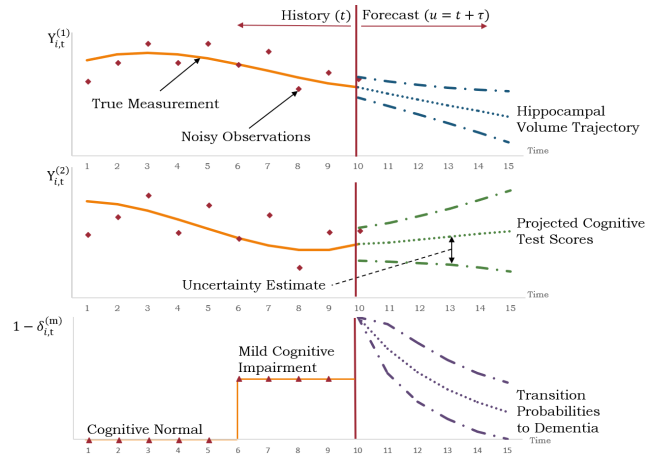 History (t) Forecast (u = t + τ)
Y_{i,t}^{(1)}
True Measurement
Noisy Observations
Hippocampal
Volume Trajectory
Time
1 2 3 4 5 6 7 8 9 10 11 12 13 14 15
Y_{i,t}^{(2)}
Projected Cognitive
Test Scores
Uncertainty Estimate
Time
1 2 3 4 5 6 7 8 9 10 11 12 13 14 15
1 − δ_{i,t}^{(m)}
Mild Cognitive
Impairment
Cognitive Normal
Transition
Probabilities
to Dementia
Time
1 2 3 4 5 6 7 8 9 10 11 12 13 14 15